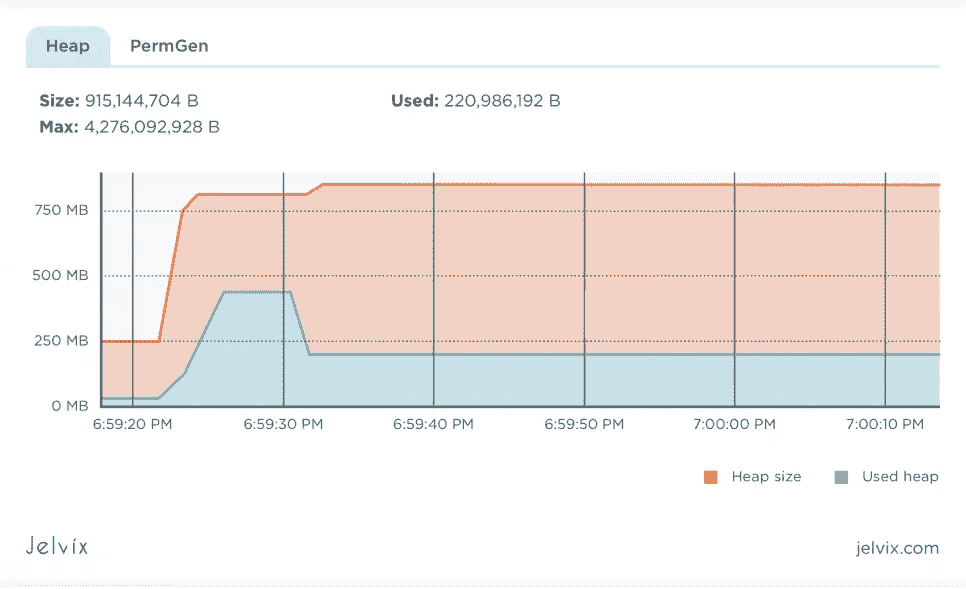 Heap PermGen
Size: 915,144,704 B Used: 220,986,192 B
Max: 4,276,092,928 B
750 MB
500 MB
250 MB
0 MB
6:59:20 PM 6:59:30 PM 6:59:40 PM 6:59:50 PM 7:00:00 PM 7:00:10 PM
Heap size Used heap
Jelvix jelvix.com